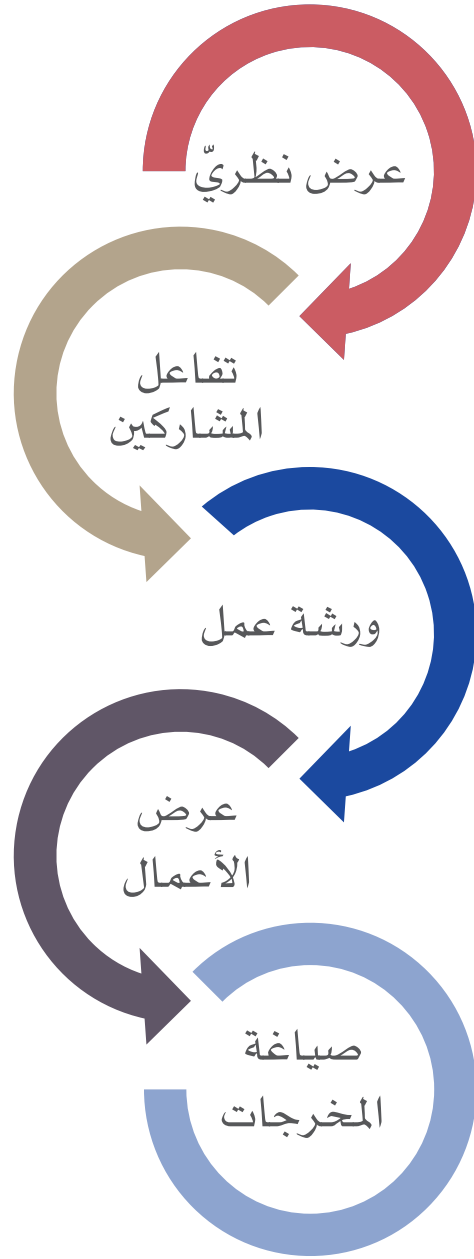 عرض نظريّ
تفاعل
المشاركين
ورشة عمل
عرض
الأعمال
صياغة
المخرجات